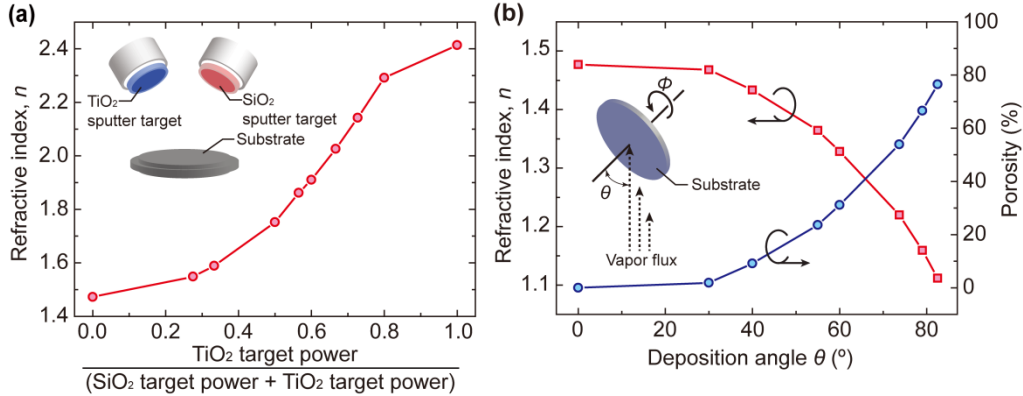 (a)
2.4
2.2
2.0
1.8
1.6
1.4
Refractive index, n
TiO₂
sputter target
SiO₂
sputter target
Substrate
0.0 0.2 0.4 0.6 0.8 1.0
TiO₂ target power
(SiO₂ target power + TiO₂ target power)
(b)
1.5
1.4
1.3
1.2
1.1
Refractive index, n
Φ
θ
Substrate
Vapor flux
100
80
60
40
20
0
Porosity (%)
0 20 40 60 80
Deposition angle θ (º)